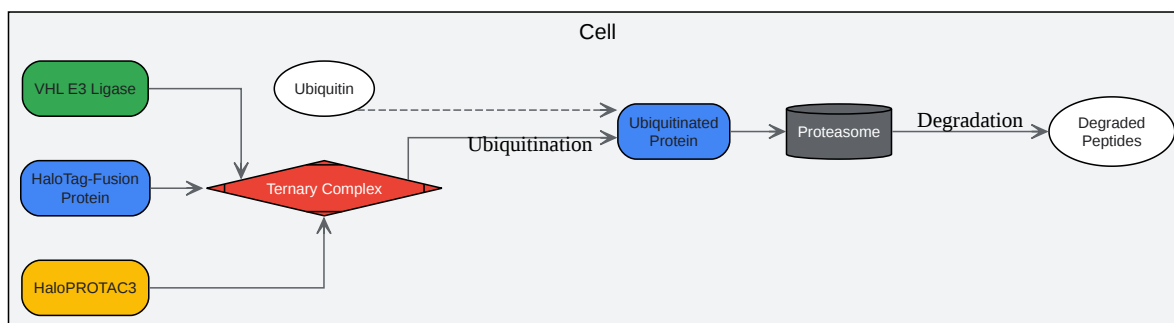 Cell
VHL E3 Ligase
Ubiquitin
HaloTag-Fusion
Protein
Ternary Complex
HaloPROTAC3
Ubiquitination
Ubiquitinated
Protein
Proteasome
Degradation
Degraded
Peptides